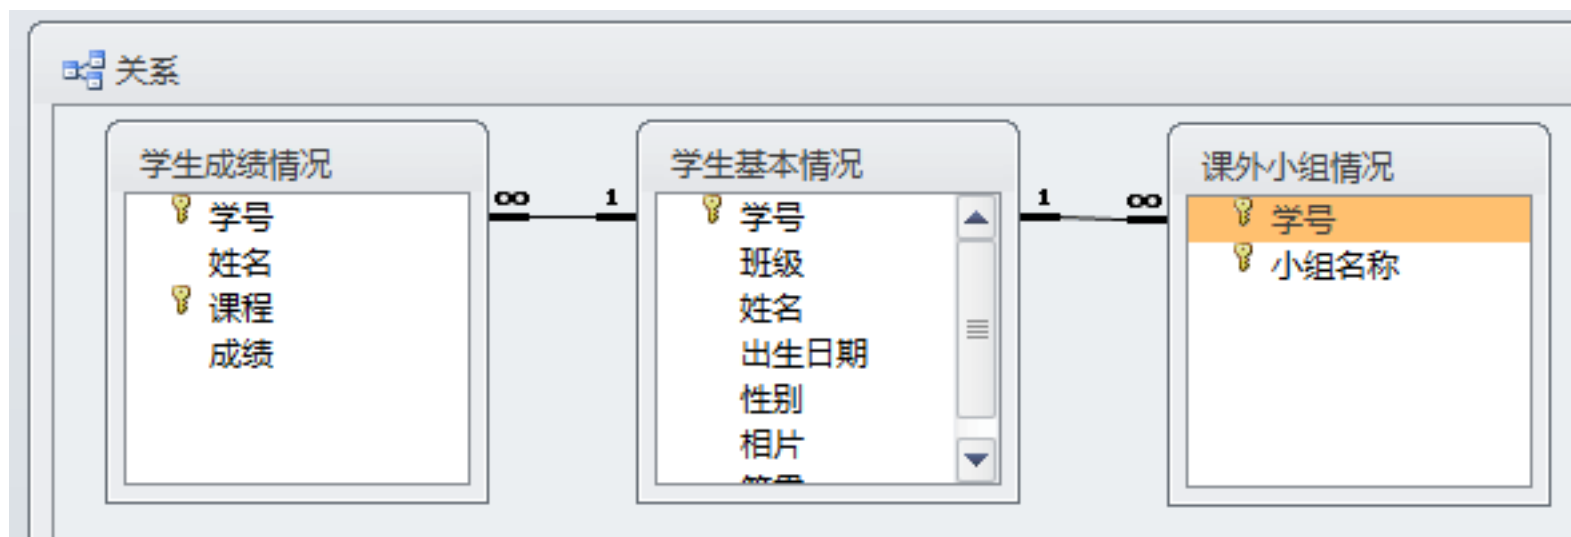 关系
学生成绩情况
学号
姓名
课程
成绩
∞ 1
学生基本情况
学号
班级
姓名
出生日期
性别
相片
1 ∞
课外小组情况
学号
小组名称